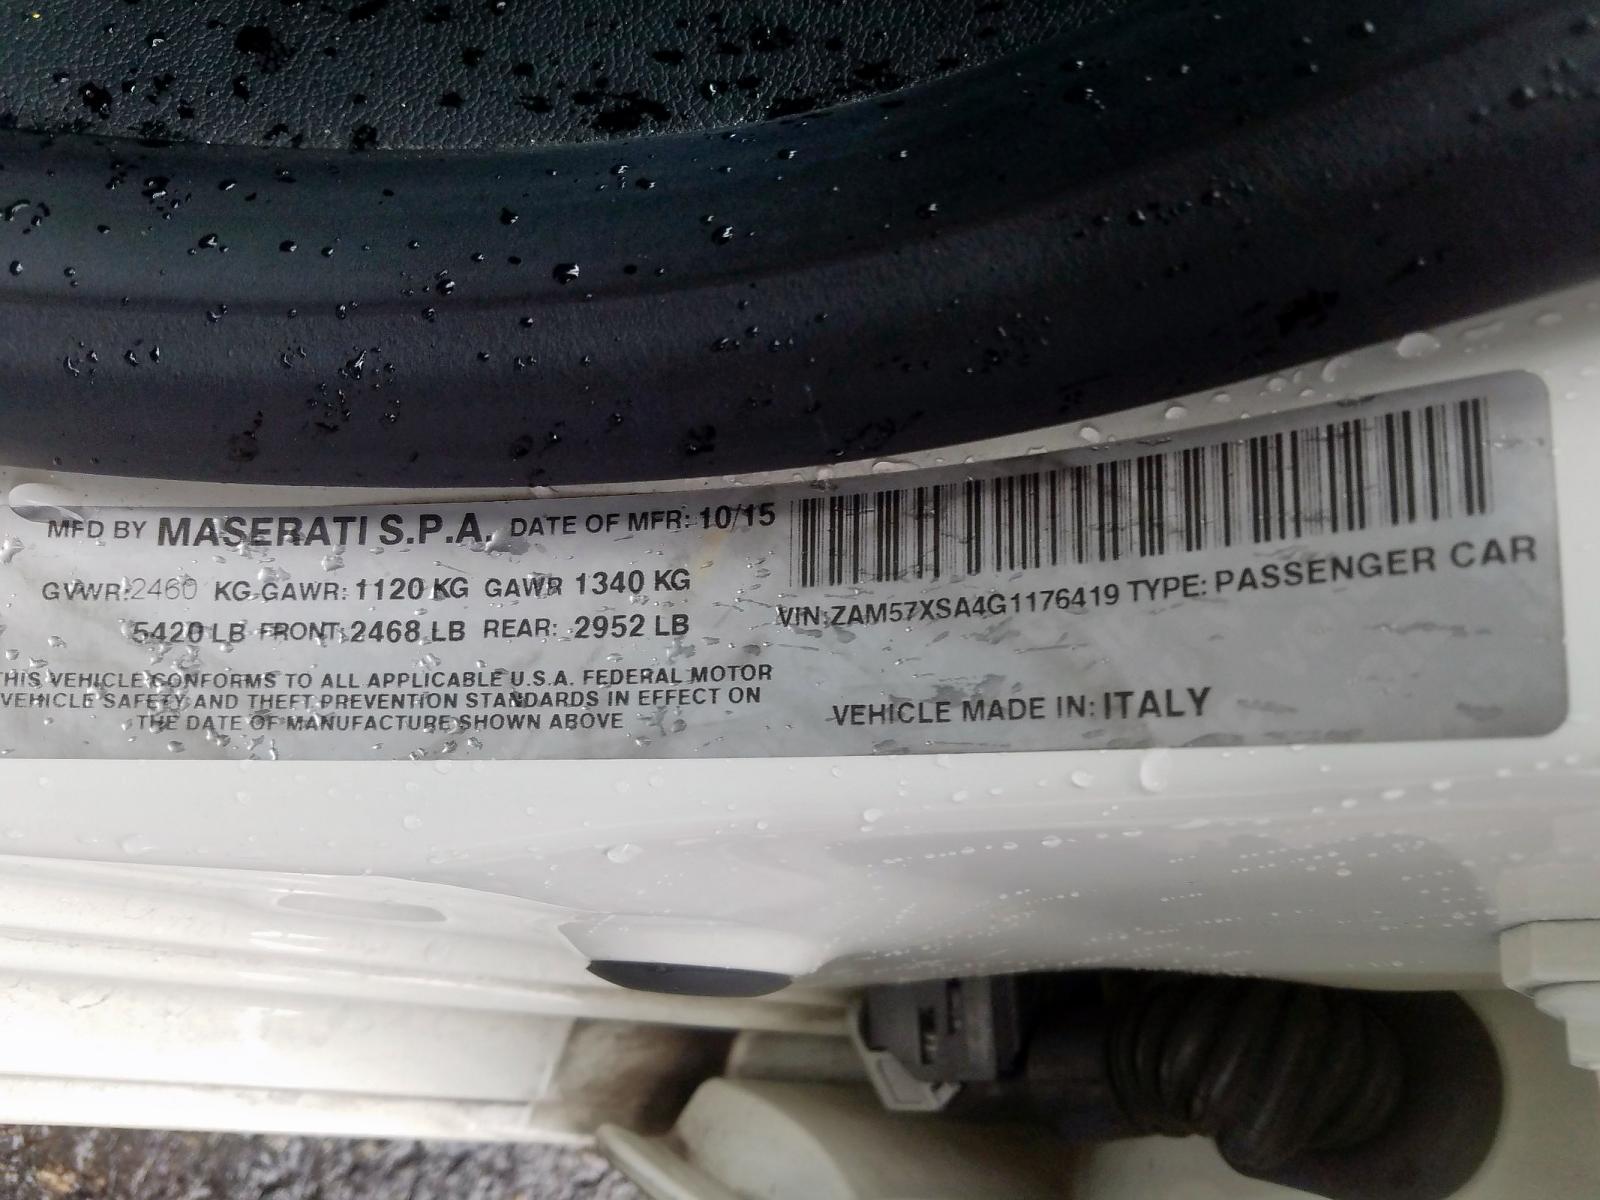 MFD BY MASERATI S.P.A. DATE OF MFR: 10/15
GVWR: 2460 KG GAWR: 1120 KG GAWR 1340 KG
5420 LB FRONT: 2468 LB REAR: 2952 LB
THIS VEHICLE CONFORMS TO ALL APPLICABLE U.S.A. FEDERAL MOTOR
VEHICLE SAFETY AND THEFT PREVENTION STANDARDS IN EFFECT ON
THE DATE OF MANUFACTURE SHOWN ABOVE
VIN: ZAM57XSA4G1176419 TYPE: PASSENGER CAR
VEHICLE MADE IN: ITALY